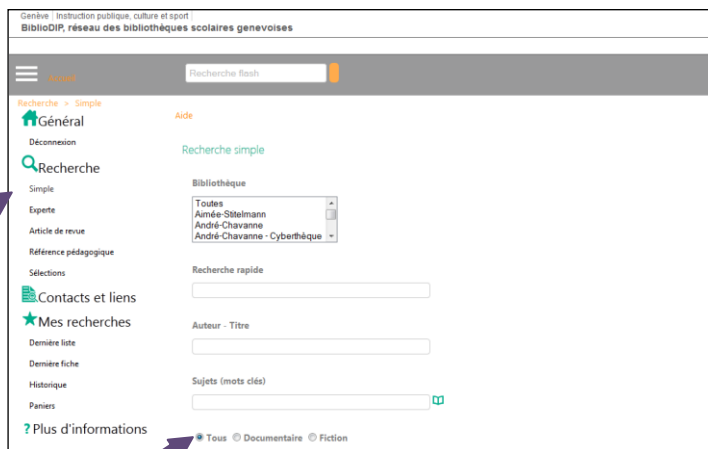 Genève | Instruction publique, culture et sport |
BiblioDIP, réseau des bibliothèques scolaires genevoises
Recherche flash
Recherche > Simple
Général
Déconnexion
Recherche
Simple
Experte
Article de revue
Référence pédagogique
Sélections
Contacts et liens
Mes recherches
Dernière liste
Dernière fiche
Historique
Paniers
? Plus d'informations
Aide
Recherche simple
Bibliothèque
Toutes
Aimée-Stitelmann
André-Chavanne
André-Chavanne - Cyberthèque
Recherche rapide
Auteur - Titre
Sujets (mots clés)
Tous Documentaire Fiction